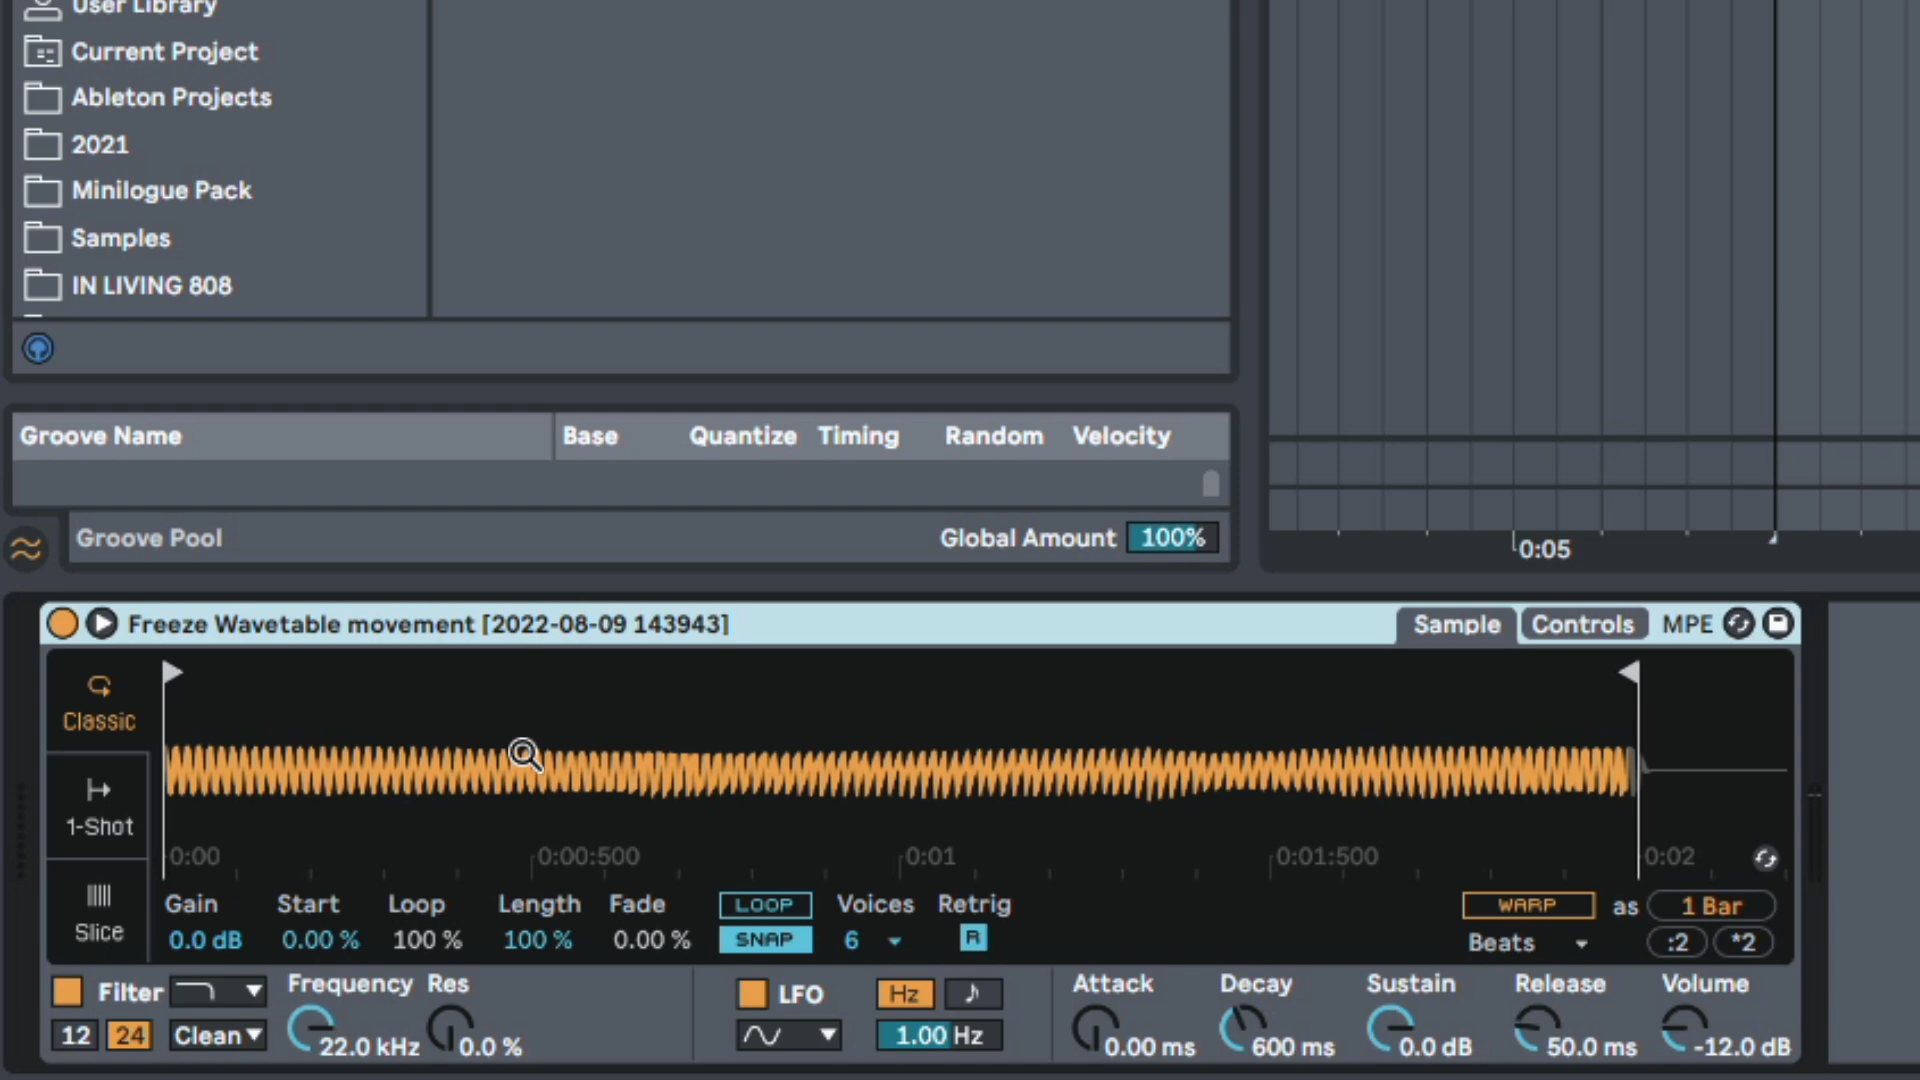 User Library
Current Project
Ableton Projects
2021
Minilogue Pack
Samples
IN LIVING 808
Groove Name Base Quantize Timing Random Velocity
Groove Pool Global Amount 100%
0:05
Freeze Wavetable movement [2022-08-09 143943] Sample Controls MPE
Classic
1-Shot
Slice
0:00 0:00:500 0:01 0:01:500 0:02
Gain Start Loop Length Fade LOOP Voices Retrig WARP as 1 Bar
0.0 dB 0.00 % 100 % 100 % 0.00 % SNAP 6 R Beats :2 *2
Filter Frequency Res LFO Hz Attack Decay Sustain Release Volume
12 24 Clean 22.0 kHz 0.0 % 1.00 Hz 0.00 ms 600 ms 0.0 dB 50.0 ms -12.0 dB